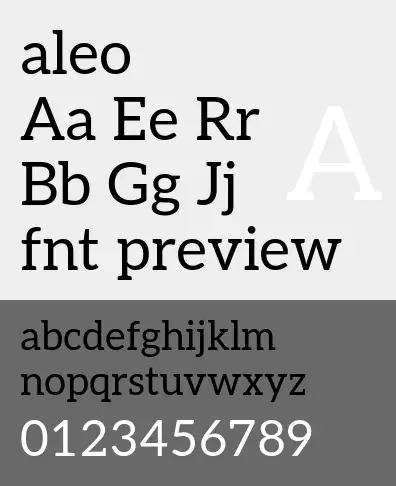 aleo
Aa Ee Rr
A
Bb Gg Jj
fnt preview
abcdefghijklm
nopqrstuvwxyz
0123456789